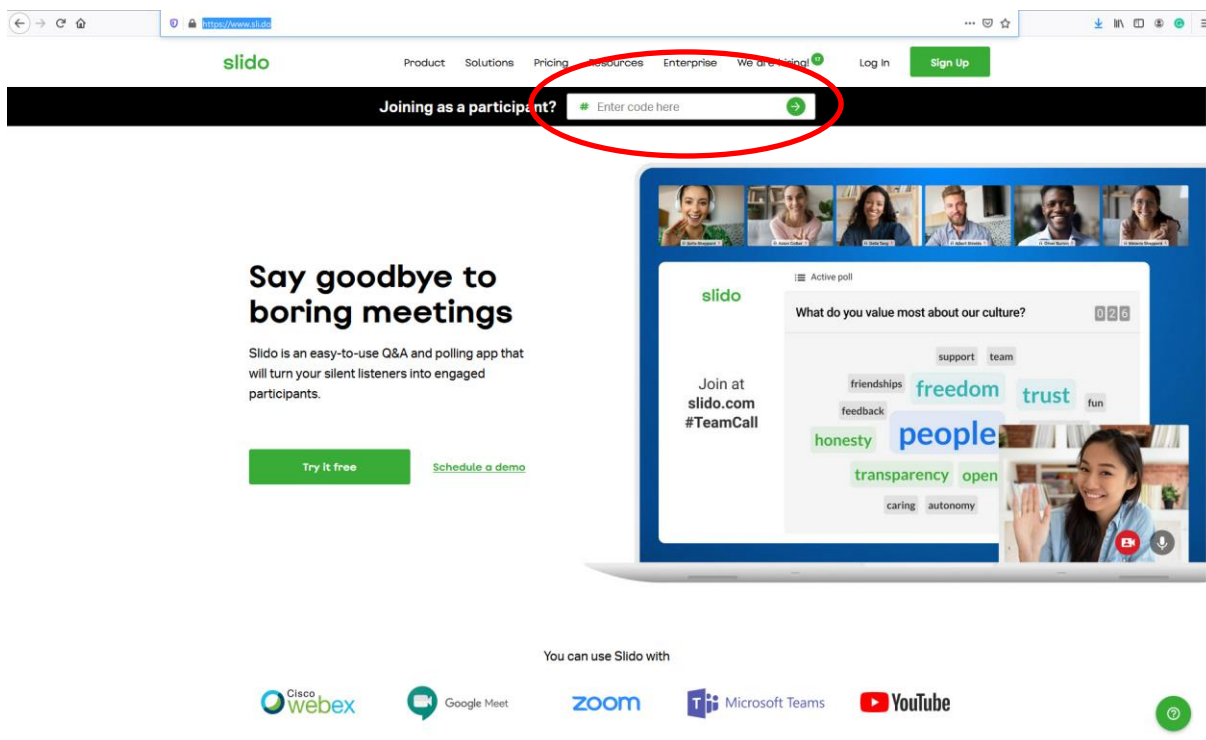 https://www.sli.do
slido
Product Solutions Pricing Resources Enterprise We are hiring! Log In Sign Up
Joining as a participant? # Enter code here
Say goodbye to
boring meetings
Slido is an easy-to-use Q&A and polling app that
will turn your silent listeners into engaged
participants.
Try it free Schedule a demo
slido
Join at
slido.com
#TeamCall
Active poll
What do you value most about our culture? 026
support team
friendships freedom trust fun
feedback
honesty people
transparency open
caring autonomy
You can use Slido with
Cisco
webex
Google Meet
zoom
Microsoft Teams
YouTube